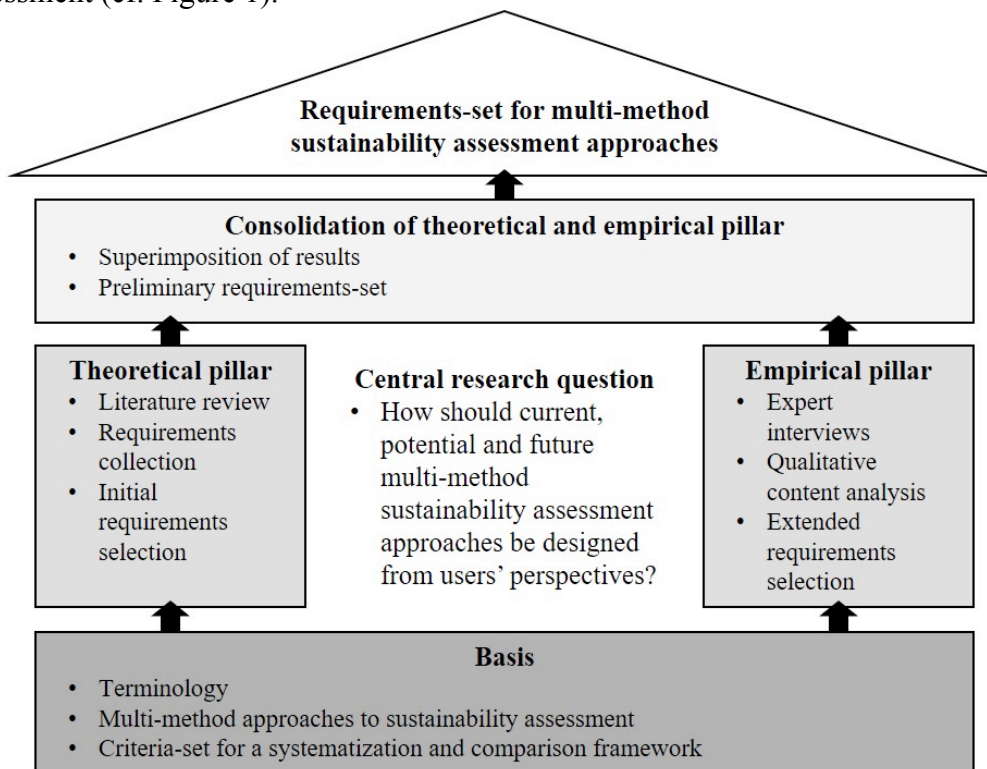 essment (cf. Figure 1).
Requirements-set for multi-method
sustainability assessment approaches
Consolidation of theoretical and empirical pillar
• Superimposition of results
• Preliminary requirements-set
Theoretical pillar
• Literature review
• Requirements
collection
• Initial
requirements
selection
Central research question
• How should current,
potential and future
multi-method
sustainability assessment
approaches be designed
from users’ perspectives?
Empirical pillar
• Expert
interviews
• Qualitative
content analysis
• Extended
requirements
selection
Basis
• Terminology
• Multi-method approaches to sustainability assessment
• Criteria-set for a systematization and comparison framework